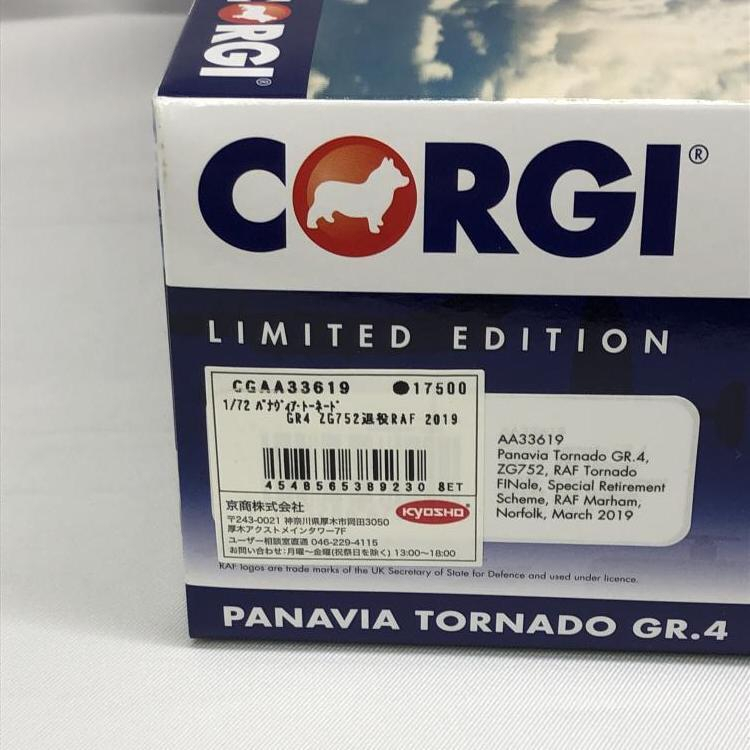 CORGI®
CORGI®
LIMITED EDITION
CGAA33619 ●17500
1/72 パナヴィア・トーネード
GR4 ZG752退役RAF 2019
4548565389230 8ET
京商株式会社
KYOSHO
〒243-0021 神奈川県厚木市岡田3050
厚木アクストメインタワー7F
ユーザー相談室直通 046-229-4115
お問い合わせ:月曜〜金曜(祝祭日を除く) 13:00〜18:00
AA33619
Panavia Tornado GR.4,
ZG752, RAF Tornado
FINale, Special Retirement
Scheme, RAF Marham,
Norfolk, March 2019
RAF logos are trade marks of the UK Secretary of State for Defence and used under licence.
PANAVIA TORNADO GR.4